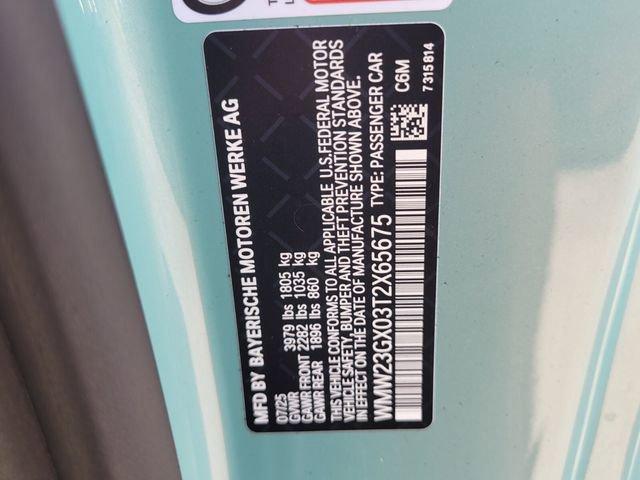 MFD BY BAYERISCHE MOTOREN WERKE AG
07/25
GVWR 3979 lbs 1805 kg
GAWR FRONT 2282 lbs 1035 kg
GAWR REAR 1896 lbs 860 kg
THIS VEHICLE CONFORMS TO ALL APPLICABLE U.S.FEDERAL MOTOR
VEHICLE SAFETY, BUMPER AND THEFT PREVENTION STANDARDS
IN EFFECT ON THE DATE OF MANUFACTURE SHOWN ABOVE.
WMW23GX03T2X65675 TYPE: PASSENGER CAR
C6M
7315814